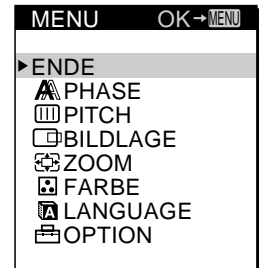 MENU OK→MENU
ENDE
PHASE
PITCH
BILDLAGE
ZOOM
FARBE
LANGUAGE
OPTION